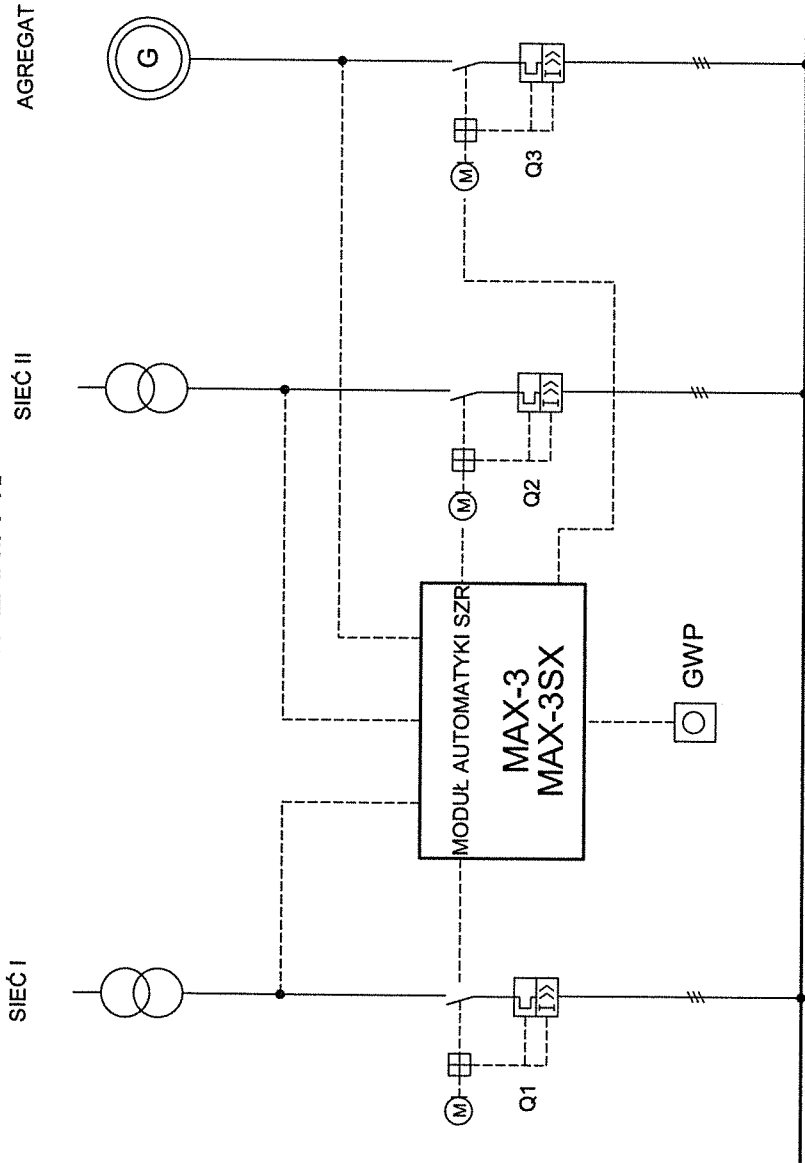 SIEĆ I
SIEĆ II
AGREGAT
G
M
Q1
I>>
M
Q2
I>>
M
Q3
I>>
MODUŁ AUTOMATYKI SZR
MAX-3
MAX-3SX
GWP